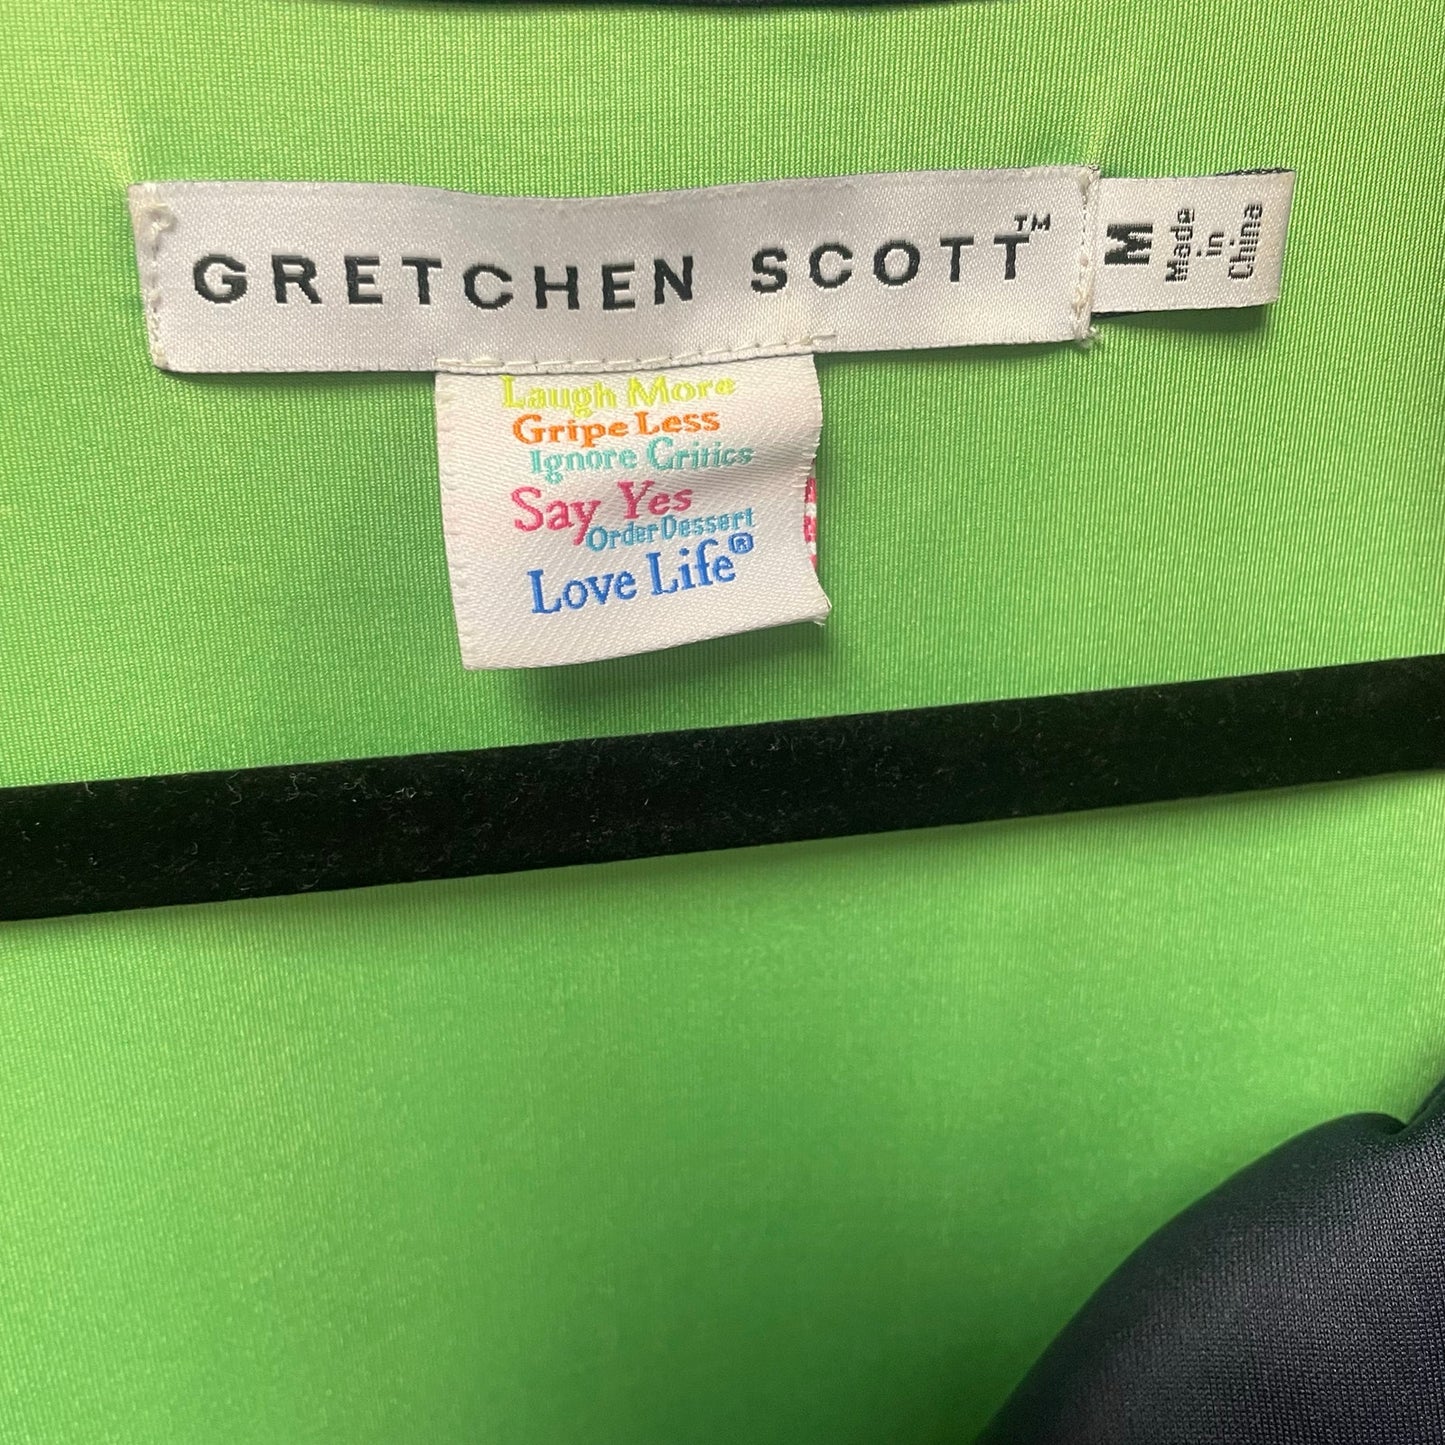 GRETCHEN SCOTT™
M
Made
in
China
Laugh More
Gripe Less
Ignore Critics
Say Yes
Order Dessert
Love Life®